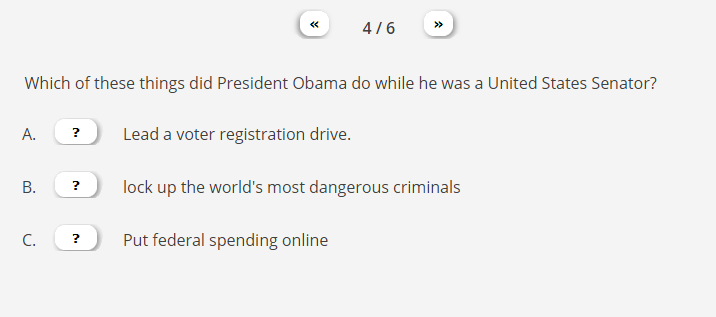 « 4 / 6 »
Which of these things did President Obama do while he was a United States Senator?
A. ? Lead a voter registration drive.
B. ? lock up the world's most dangerous criminals
C. ? Put federal spending online